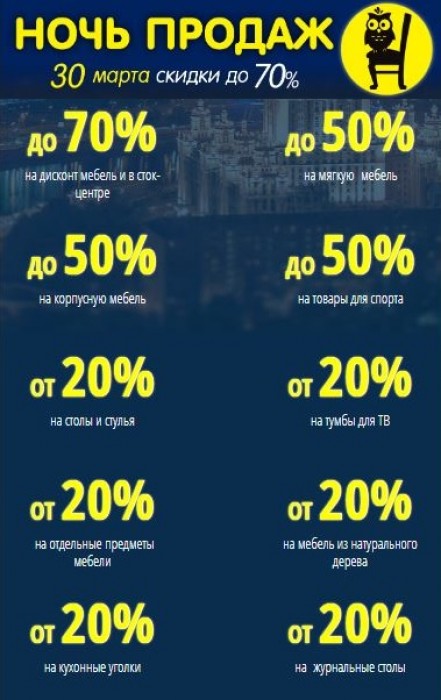 НОЧЬ ПРОДАЖ
30 марта скидки до 70%
до 70%
на дисконт мебель и в сток-
центре
до 50%
на мягкую мебель
до 50%
на корпусную мебель
до 50%
на товары для спорта
от 20%
на столы и стулья
от 20%
на тумбы для ТВ
от 20%
на отдельные предметы
мебели
от 20%
на мебель из натурального
дерева
от 20%
на кухонные уголки
от 20%
на журнальные столы